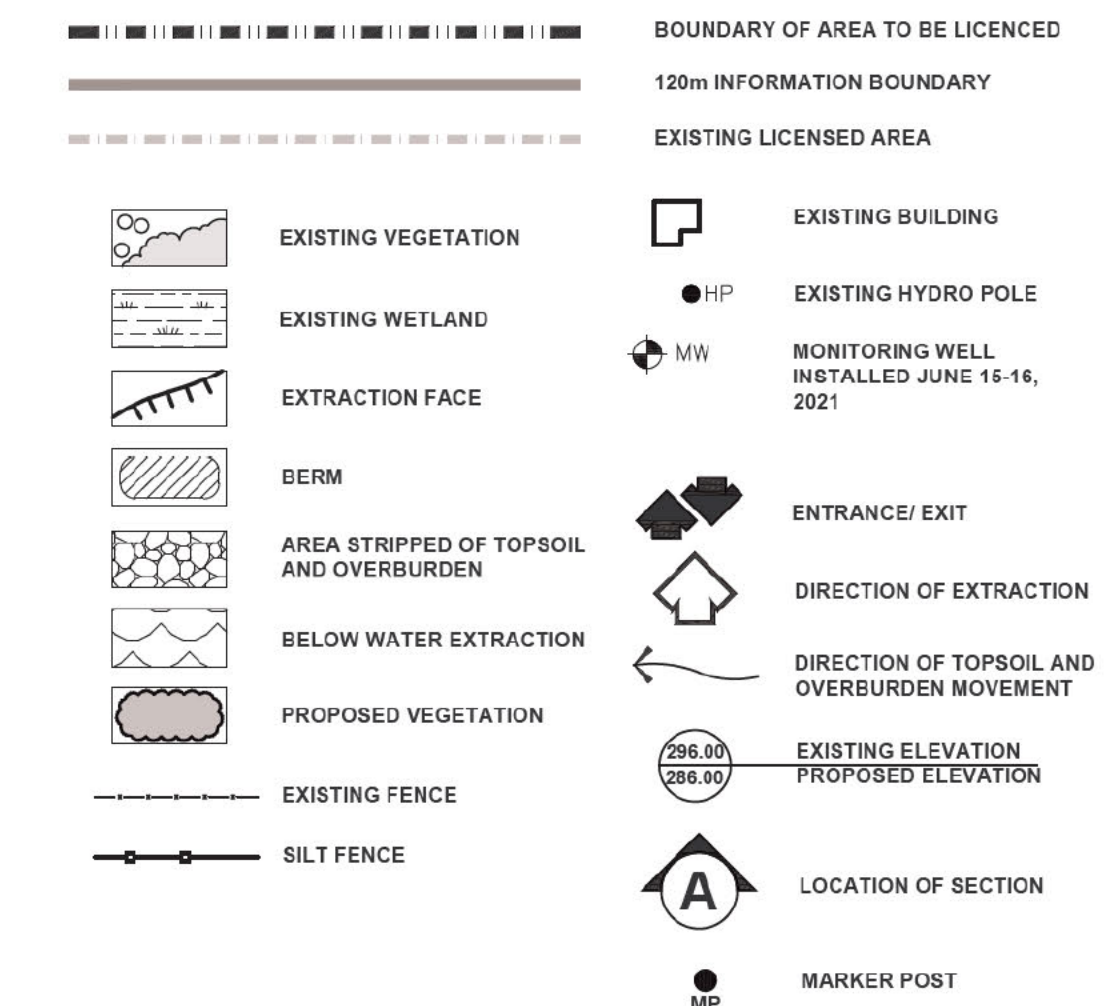 BOUNDARY OF AREA TO BE LICENCED
120m INFORMATION BOUNDARY
EXISTING LICENSED AREA
EXISTING VEGETATION
EXISTING WETLAND
EXTRACTION FACE
BERM
AREA STRIPPED OF TOPSOIL
AND OVERBURDEN
BELOW WATER EXTRACTION
PROPOSED VEGETATION
EXISTING FENCE
SILT FENCE
EXISTING BUILDING
HP EXISTING HYDRO POLE
MW MONITORING WELL
INSTALLED JUNE 15-16,
2021
ENTRANCE/ EXIT
DIRECTION OF EXTRACTION
DIRECTION OF TOPSOIL AND
OVERBURDEN MOVEMENT
296.00 EXISTING ELEVATION
286.00 PROPOSED ELEVATION
A LOCATION OF SECTION
MARKER POST
MP